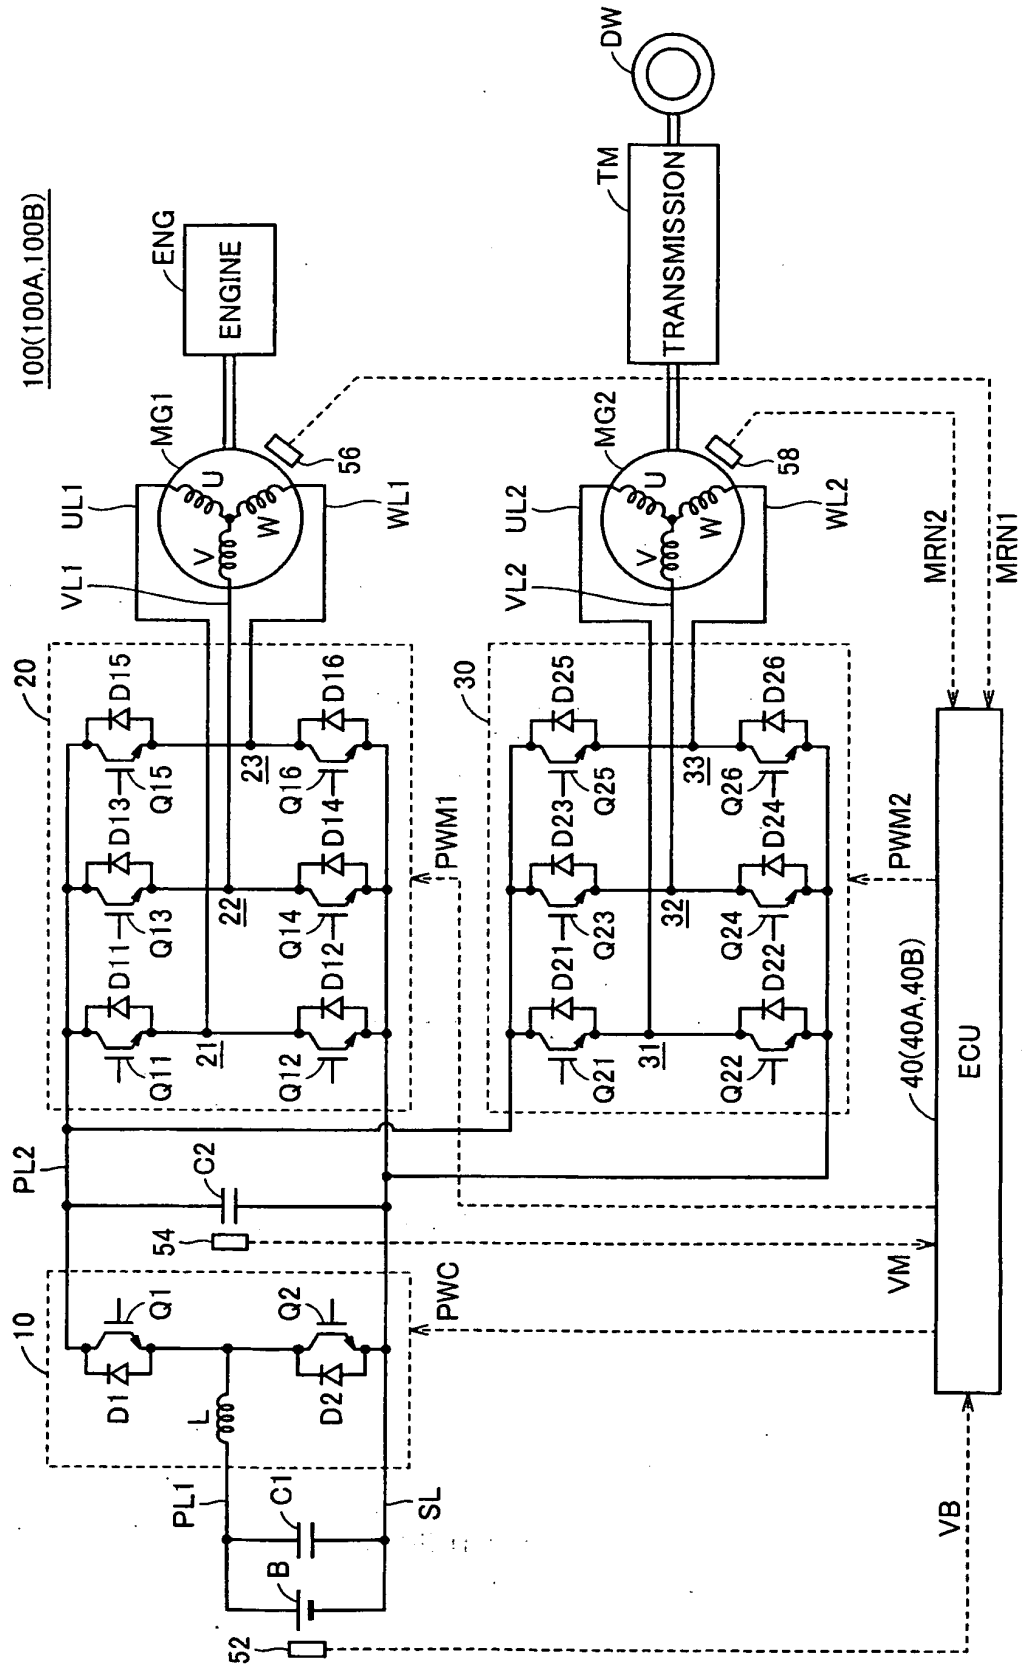 100(100A,100B)
PL2
20
D15
Q15
D13
Q13
D11
Q11
23
22
21
D16
Q16
D14
Q14
D12
Q12
UL1
MG1
VL1
U
V
W
WL1
56
ENG
ENGINE
10
Q1
D1
L
Q2
D2
C2
54
PL1
C1
B
52
SL
PWC
PWM1
30
D25
Q25
D23
Q23
D21
Q21
33
32
31
D26
Q26
D24
Q24
D22
Q22
UL2
MG2
VL2
U
V
W
WL2
58
TM
TRANSMISSION
DW
PWM2
MRN2
MRN1
VM
VB
40(40A,40B)
ECU